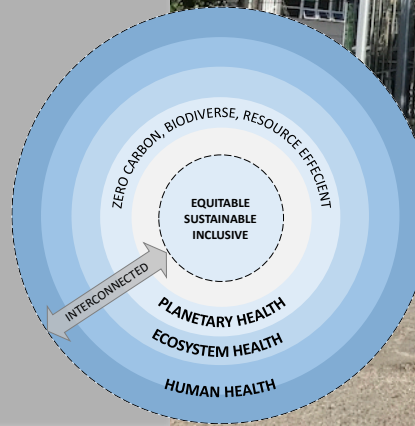 ZERO CARBON, BIODIVERSE, RESOURCE EFFECIENT
EQUITABLE
SUSTAINABLE
INCLUSIVE
INTERCONNECTED
PLANETARY HEALTH
ECOSYSTEM HEALTH
HUMAN HEALTH